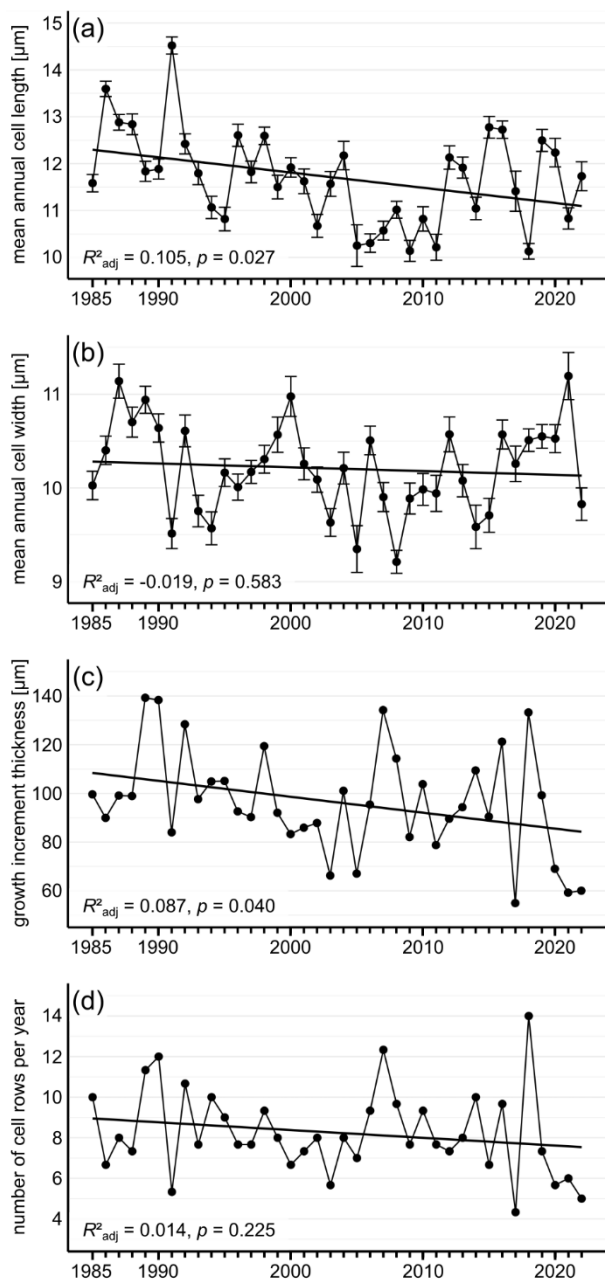 (a)
mean annual cell length [µm]
15
14
13
12
11
10
R²adj = 0.105, p = 0.027
1985 1990 2000 2010 2020
(b)
mean annual cell width [µm]
11
10
9
R²adj = -0.019, p = 0.583
1985 1990 2000 2010 2020
(c)
growth increment thickness [µm]
140
120
100
80
60
R²adj = 0.087, p = 0.040
1985 1990 2000 2010 2020
(d)
number of cell rows per year
14
12
10
8
6
4
R²adj = 0.014, p = 0.225
1985 1990 2000 2010 2020